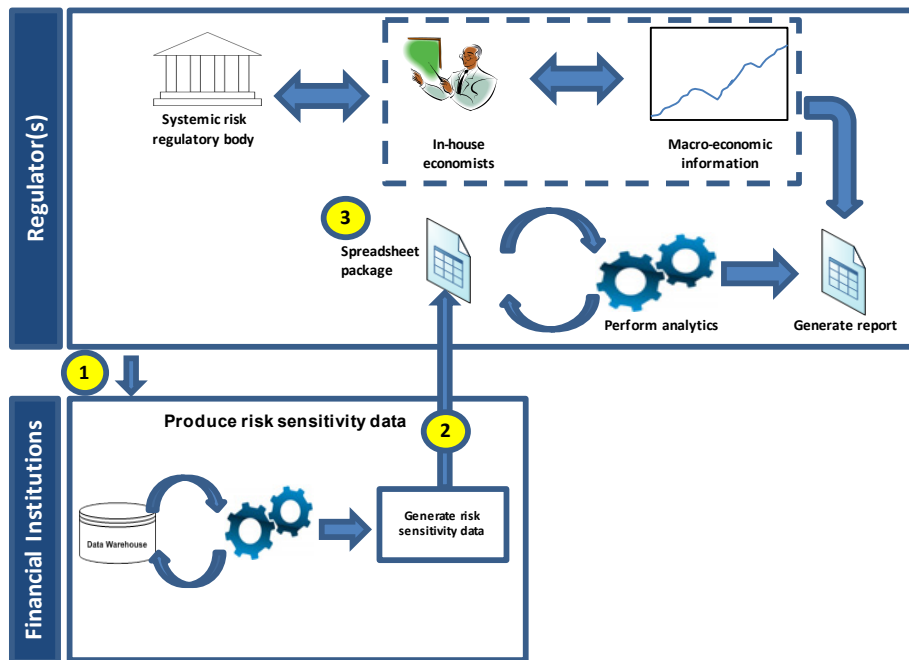 Regulator(s)
Systemic risk
regulatory body
In-house
economists
Macro-economic
information
3
Spreadsheet
package
Perform analytics
Generate report
1
Financial Institutions
Produce risk sensitivity data
2
Data Warehouse
Generate risk
sensitivity data